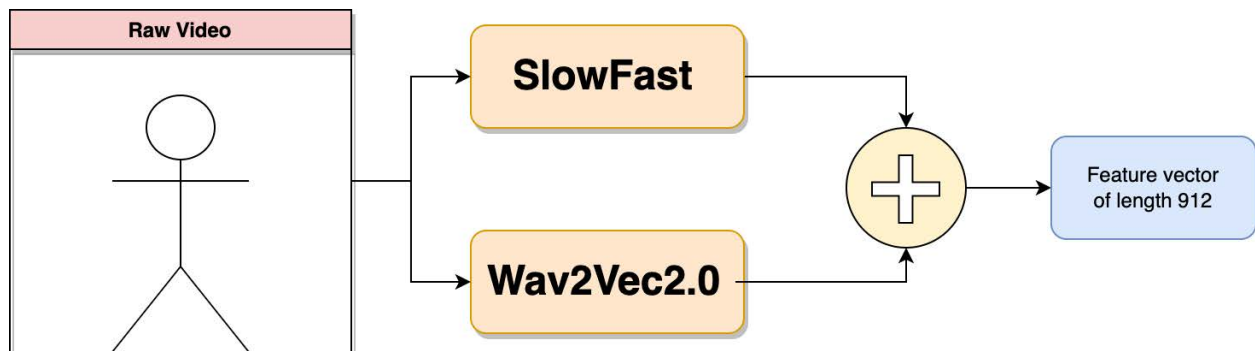 Raw Video
SlowFast
Wav2Vec2.0
Feature vector
of length 912